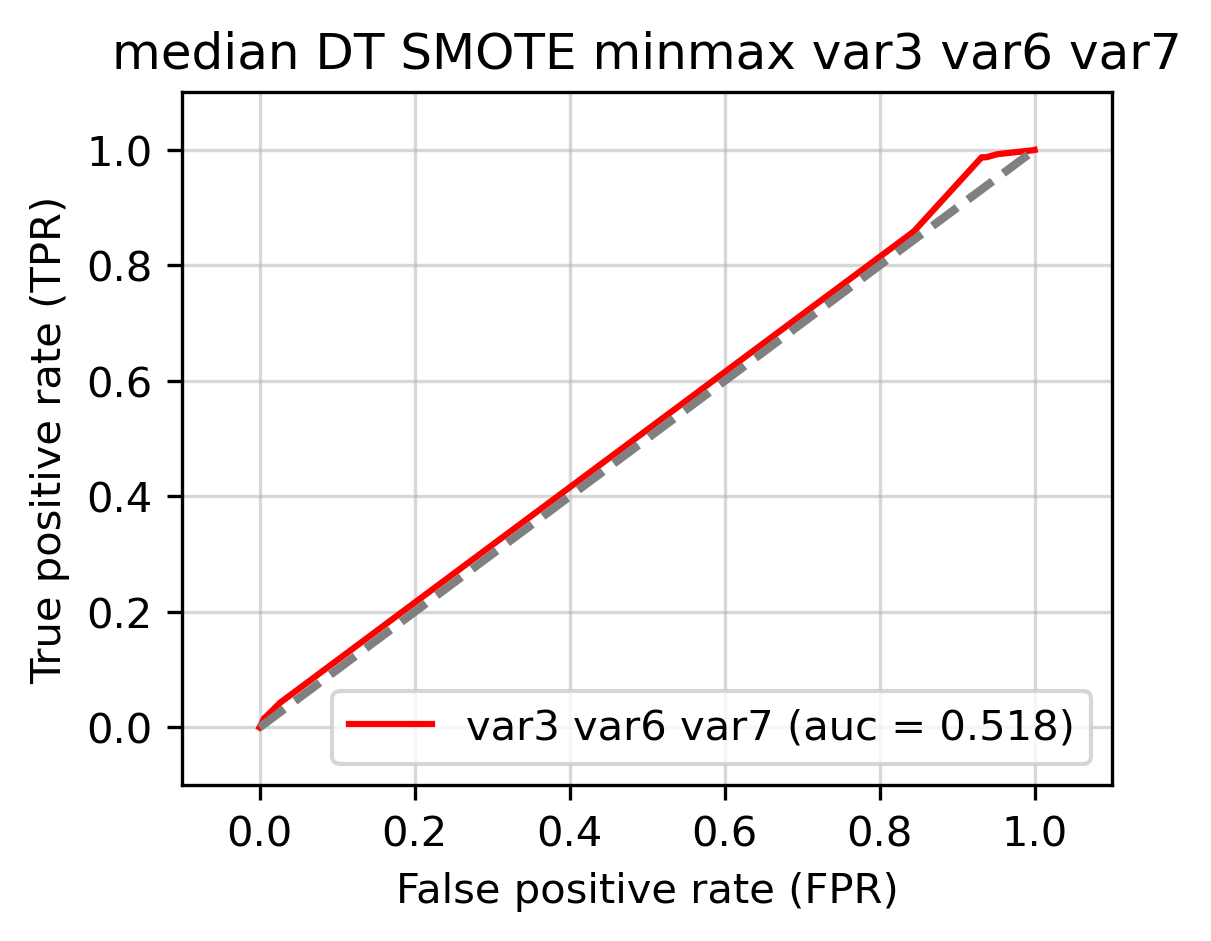 median DT SMOTE minmax var3 var6 var7
True positive rate (TPR)
1.0
0.8
0.6
0.4
0.2
0.0
var3 var6 var7 (auc = 0.518)
0.0 0.2 0.4 0.6 0.8 1.0
False positive rate (FPR)